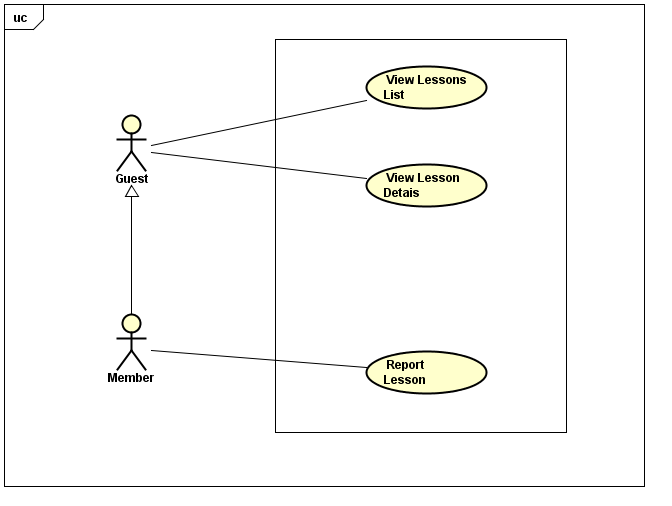 uc
View Lessons
List
Guest
View Lesson
Detais
Member
Report
Lesson